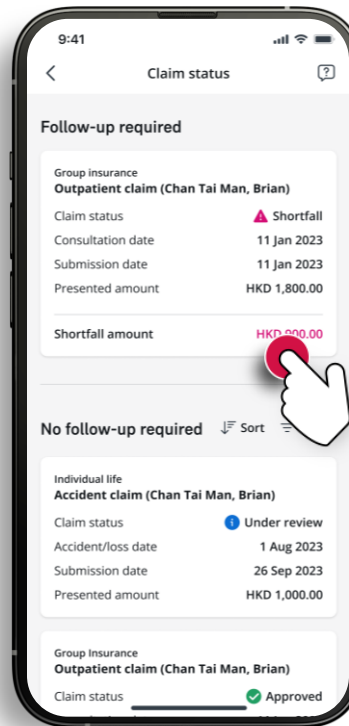 9:41
Claim status
Follow-up required
Group insurance
Outpatient claim (Chan Tai Man, Brian)
Claim status Shortfall
Consultation date 11 Jan 2023
Submission date 11 Jan 2023
Presented amount HKD 1,800.00
Shortfall amount HKD 900.00
No follow-up required Sort
Individual life
Accident claim (Chan Tai Man, Brian)
Claim status Under review
Accident/loss date 1 Aug 2023
Submission date 26 Sep 2023
Presented amount HKD 1,000.00
Group Insurance
Outpatient claim (Chan Tai Man, Brian)
Claim status Approved